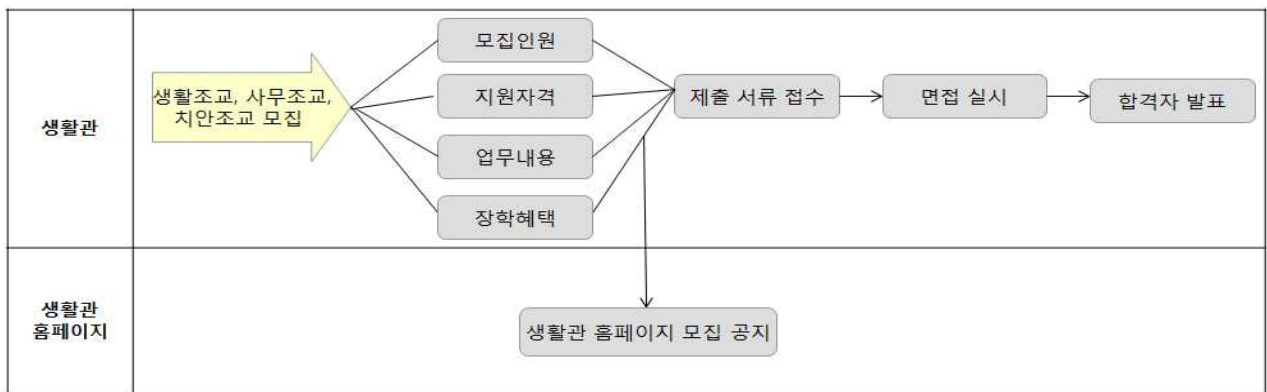 생활관
생활조교, 사무조교,
치안조교 모집
모집인원
지원자격
업무내용
장학혜택
제출 서류 접수
면접 실시
합격자 발표
생활관
홈페이지
생활관 홈페이지 모집 공지